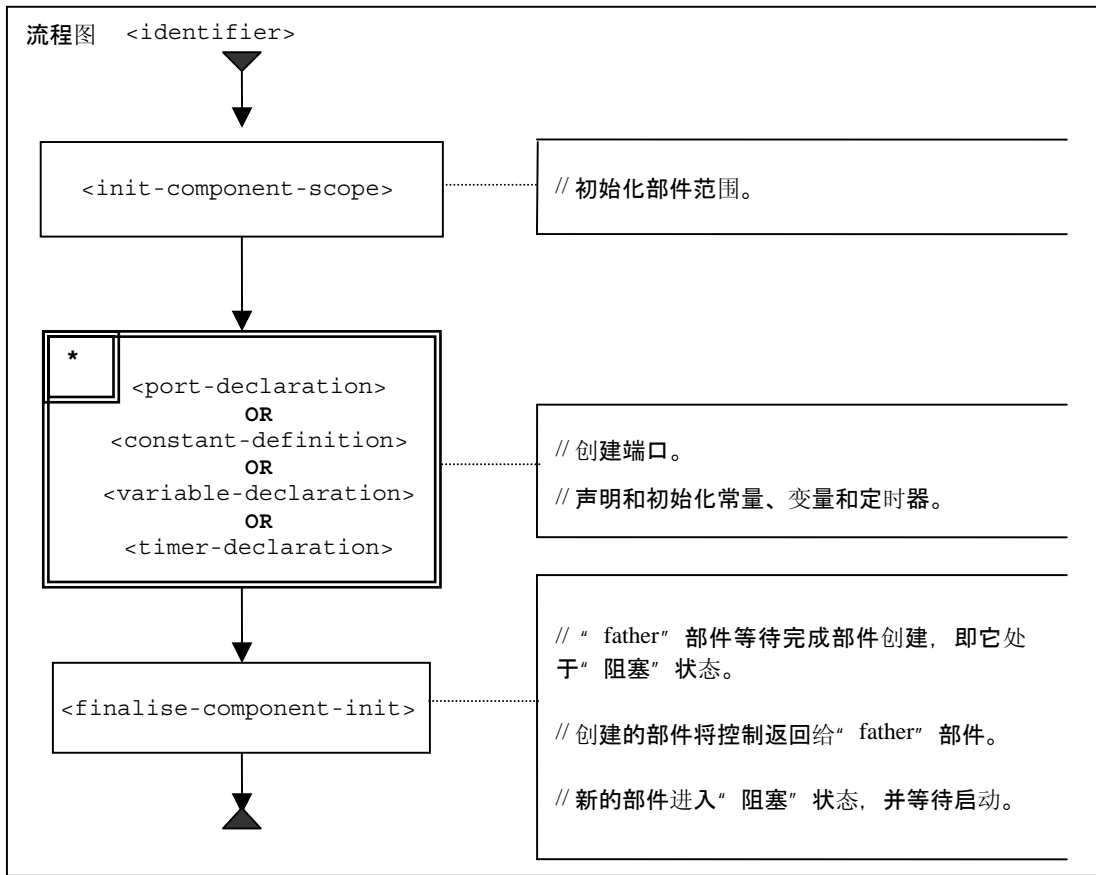 流程图 <identifier>
<init-component-scope>
// 初始化部件范围。
*
<port-declaration>
OR
<constant-definition>
OR
<variable-declaration>
OR
<timer-declaration>
// 创建端口。
// 声明和初始化常量、变量和定时器。
<finalise-component-init>
// “ father” 部件等待完成部件创建，即它处
于“ 阻塞” 状态。
// 创建的部件将控制返回给“ father” 部件。
// 新的部件进入“ 阻塞” 状态，并等待启动。